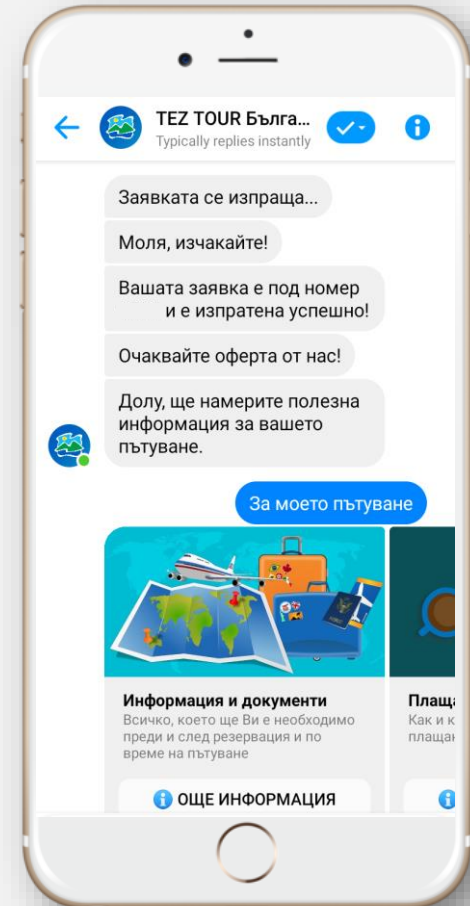 TEZ TOUR Бълга...
Typically replies instantly
Заявката се изпраща...
Моля, изчакайте!
Вашата заявка е под номер
и е изпратена успешно!
Очаквайте оферта от нас!
Долу, ще намерите полезна
информация за вашето
пътуване.
За моето пътуване
Информация и документи
Всичко, което ще Ви е необходимо
преди и след резервация и по
време на пътуване
ОЩЕ ИНФОРМАЦИЯ
Плаща
Как и к
плащан